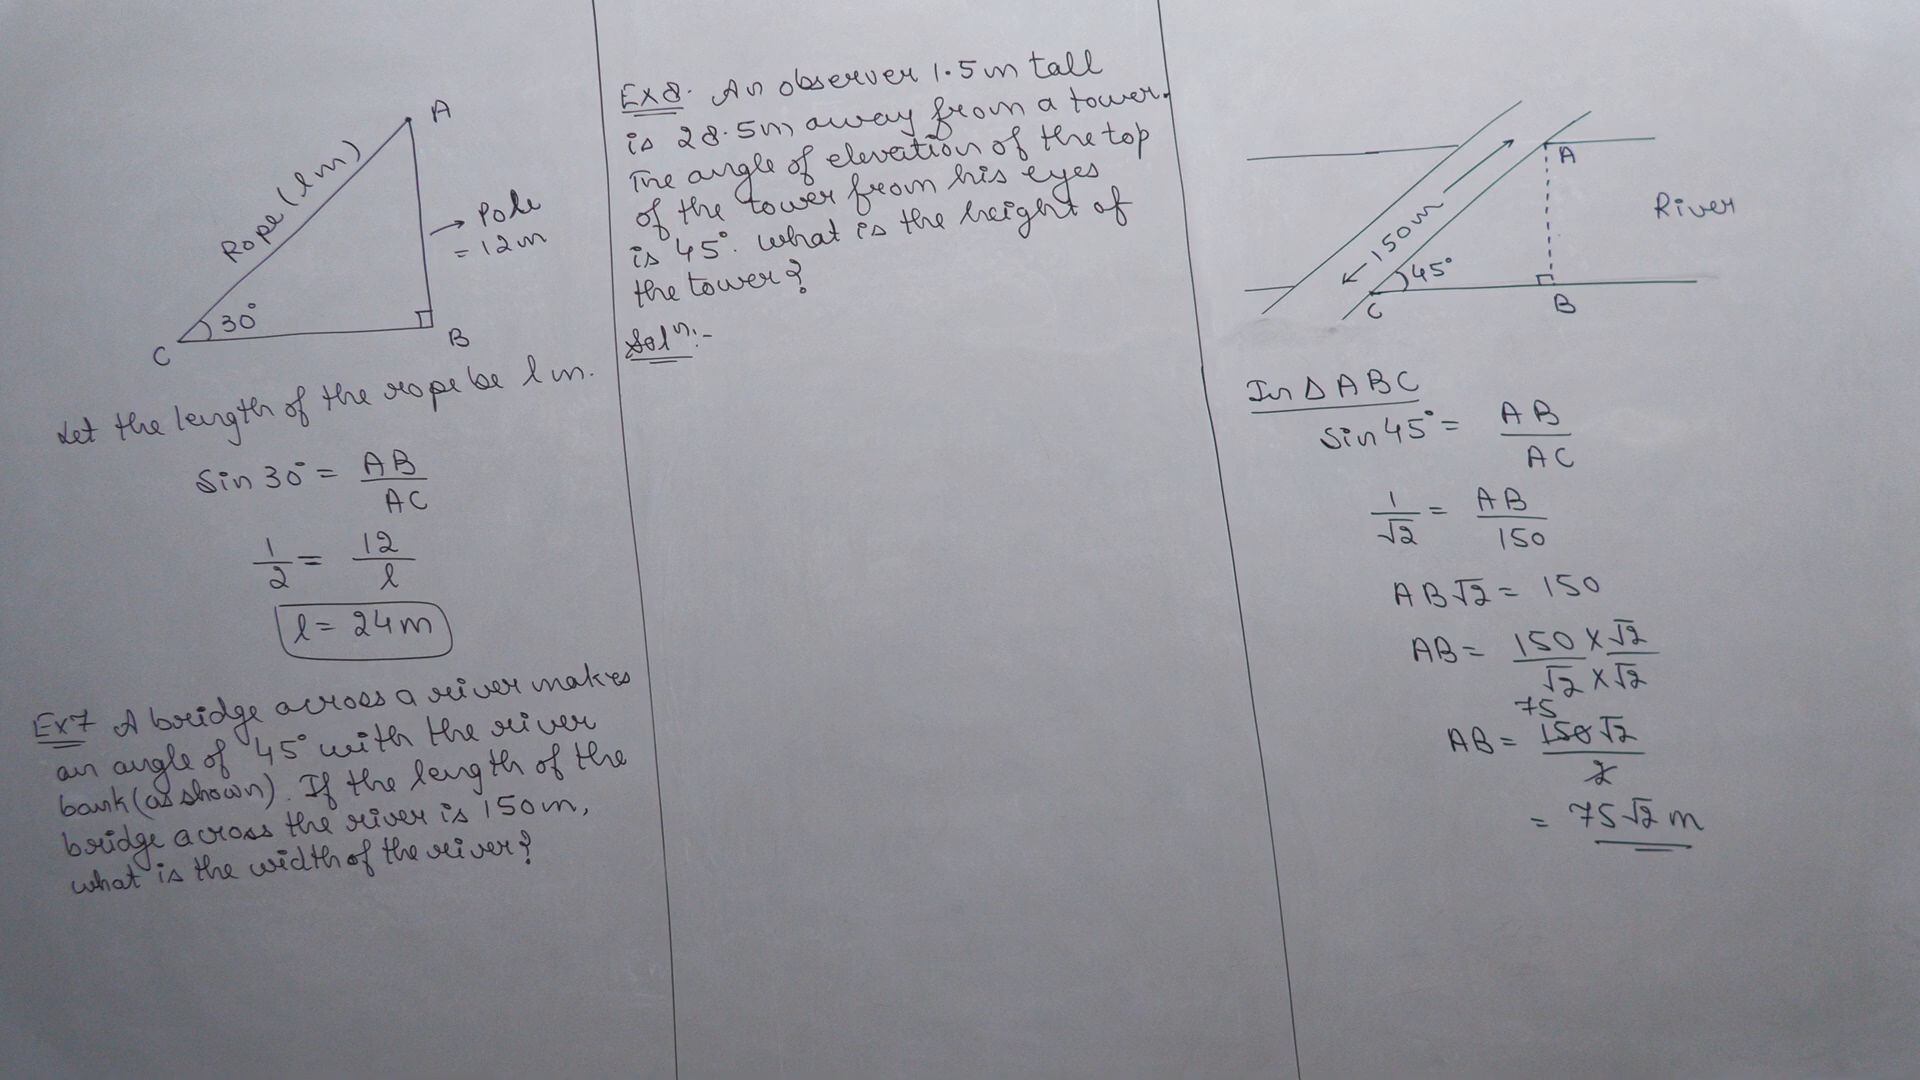 A
Rope (l m)
→ Pole
= 12m
30°
C
B
Let the length of the rope be l m.
Sin 30° = AB/AC
1/2 = 12/l
l = 24m
Ex7 A bridge across a river makes
an angle of 45° with the river
bank (as shown). If the length of the
bridge across the river is 150m,
what is the width of the river?
Ex8. An observer 1.5m tall
is 28.5m away from a tower.
The angle of elevation of the top
of the tower from his eyes
is 45°. What is the height of
the tower?
Solⁿ:-
A
River
← 150m →
45°
C
B
In Δ ABC
Sin 45° = AB/AC
1/√2 = AB/150
AB√2 = 150
AB = 150 × √2/√2 × √2
75
AB = 150√2/2
= 75√2 m